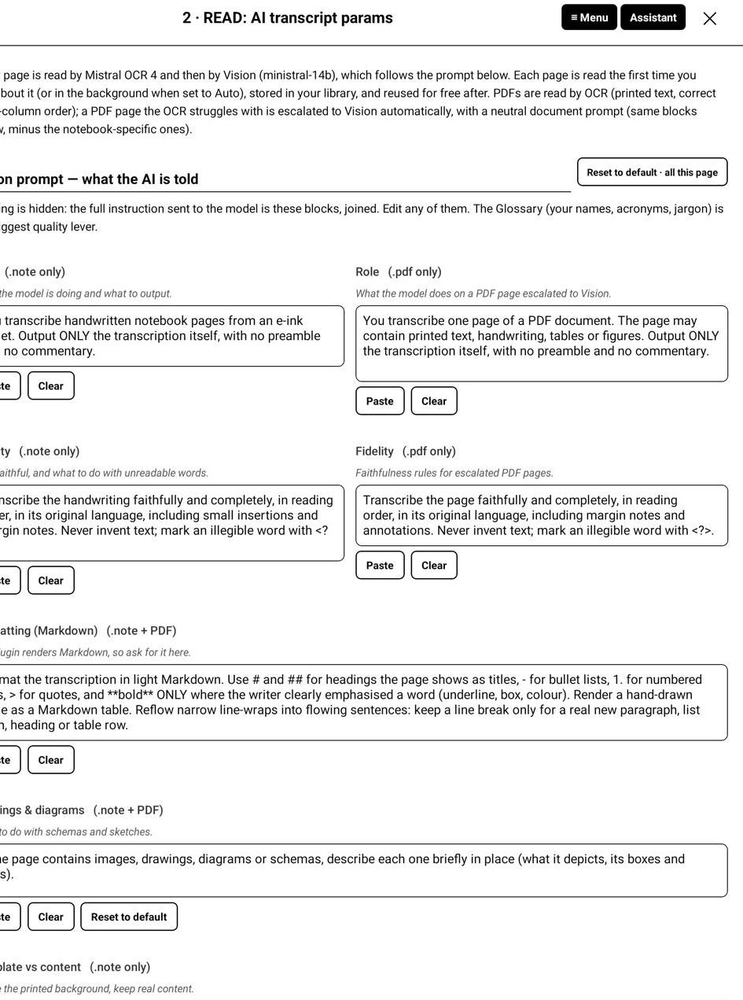 2 · READ: AI transcript params
≡ Menu
Assistant
page is read by Mistral OCR 4 and then by Vision (ministral-14b), which follows the prompt below. Each page is read the first time you
bout it (or in the background when set to Auto), stored in your library, and reused for free after. PDFs are read by OCR (printed text, correct
-column order); a PDF page the OCR struggles with is escalated to Vision automatically, with a neutral document prompt (same blocks
w, minus the notebook-specific ones).
on prompt — what the AI is told
Reset to default · all this page
ing is hidden: the full instruction sent to the model is these blocks, joined. Edit any of them. The Glossary (your names, acronyms, jargon) is
iggest quality lever.
(.note only)
the model is doing and what to output.
transcribe handwritten notebook pages from an e-ink
et. Output ONLY the transcription itself, with no preamble
no commentary.
ste
Clear
Role (.pdf only)
What the model does on a PDF page escalated to Vision.
You transcribe one page of a PDF document. The page may
contain printed text, handwriting, tables or figures. Output ONLY
the transcription itself, with no preamble and no commentary.
Paste
Clear
ty (.note only)
aithful, and what to do with unreadable words.
nscribe the handwriting faithfully and completely, in reading
er, in its original language, including small insertions and
rgin notes. Never invent text; mark an illegible word with <?
ste
Clear
Fidelity (.pdf only)
Faithfulness rules for escalated PDF pages.
Transcribe the page faithfully and completely, in reading
order, in its original language, including margin notes and
annotations. Never invent text; mark an illegible word with <?>.
Paste
Clear
atting (Markdown) (.note + PDF)
ugin renders Markdown, so ask for it here.
mat the transcription in light Markdown. Use # and ## for headings the page shows as titles, - for bullet lists, 1. for numbered
s, > for quotes, and **bold** ONLY where the writer clearly emphasised a word (underline, box, colour). Render a hand-drawn
e as a Markdown table. Reflow narrow line-wraps into flowing sentences: keep a line break only for a real new paragraph, list
n, heading or table row.
ste
Clear
ings & diagrams (.note + PDF)
to do with schemas and sketches.
he page contains images, drawings, diagrams or schemas, describe each one briefly in place (what it depicts, its boxes and
s).
ste
Clear
Reset to default
plate vs content (.note only)
e the printed background, keep real content.